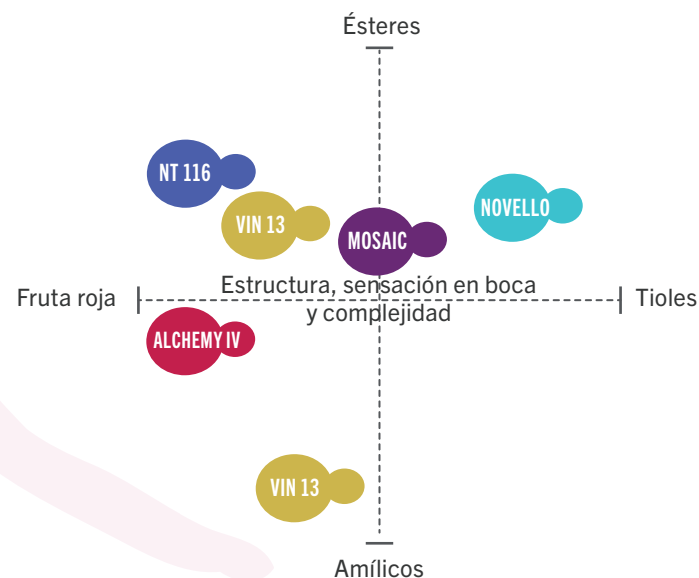 Ésteres
NT 116
VIN 13
NOVELLO
MOSAIC
Estructura, sensación en boca
Fruta roja
Tioles
y complejidad
ALCHEMY IV
VIN 13
Amílicos